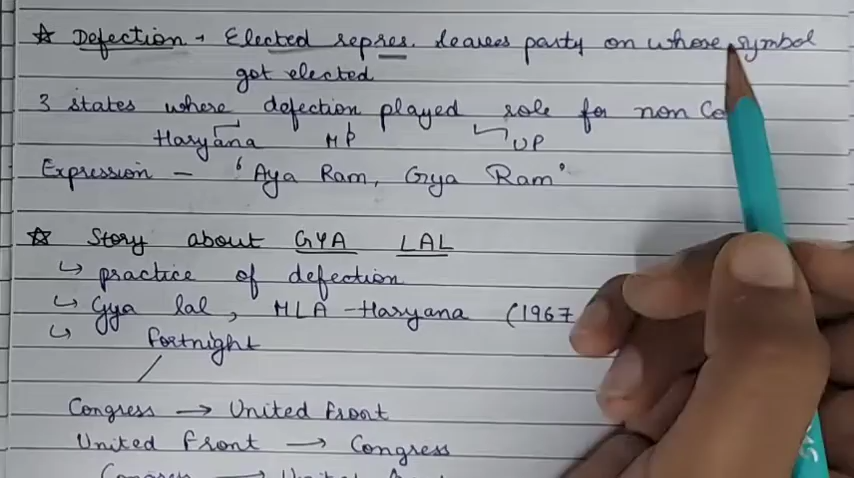 ☆ Defection → Elected repres. leaves party on whose symbol
got elected
3 states where defection played role for non Co
Haryana MP UP
Expression – 'Aya Ram, Gya Ram'
☆ Story about GYA LAL
↳ practice of defection
↳ Gya lal, MLA - Haryana (1967
↳ fortnight
Congress → United Front
United Front → Congress
Congress →